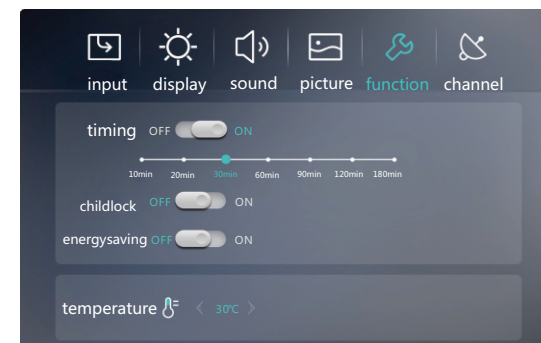 input display sound picture function channel
timing OFF ON
10min 20min 30min 60min 90min 120min 180min
childlock OFF ON
energysaving OFF ON
temperature < 30℃ >